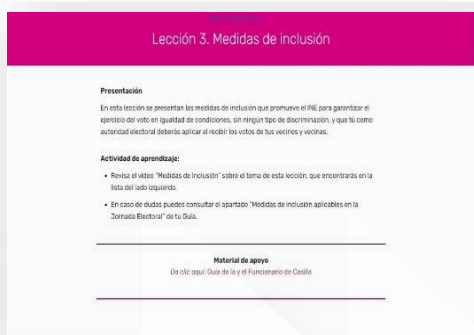 Lección 3. Medidas de inclusión
Presentación
En esta lección se presentan las medidas de inclusión que promueve el INE para garantizar el
ejercicio del voto en igualdad de condiciones, sin ningún tipo de discriminación, y que tú como
autoridad electoral deberás aplicar al recibir los votos de tus vecinos y vecinas.
Actividad de aprendizaje:
• Revisa el video "Medidas de Inclusión" sobre el tema de esta lección, que encontrarás en la
lista del lado izquierdo.
• En caso de dudas puedes consultar el apartado "Medidas de inclusión aplicables en la
Jornada Electoral" de tu Guía.
Material de apoyo
Da clic aquí: Guía de la y el Funcionario de Casilla